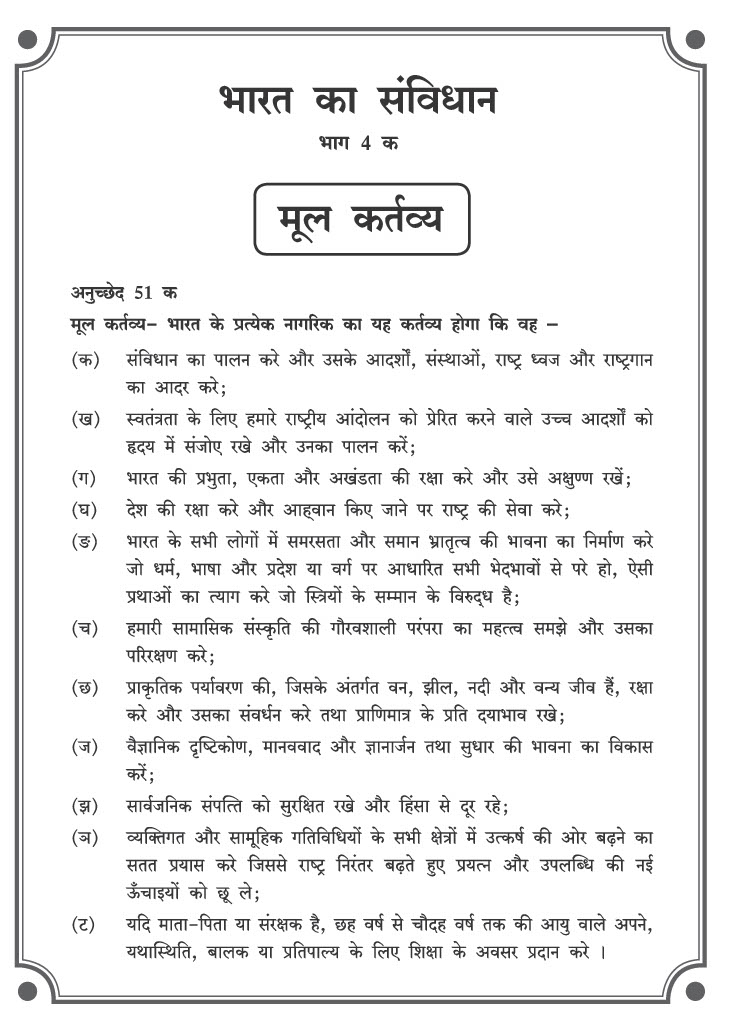 भारत का संविधान
भाग 4 क
मूल कर्तव्य
अनुच्छेद 51 क
मूल कर्तव्य- भारत के प्रत्येक नागरिक का यह कर्तव्य होगा कि वह –
(क) संविधान का पालन करे और उसके आदर्शों, संस्थाओं, राष्ट्र ध्वज और राष्ट्रगान
का आदर करे;
(ख) स्वतंत्रता के लिए हमारे राष्ट्रीय आंदोलन को प्रेरित करने वाले उच्च आदर्शों को
हृदय में संजोए रखे और उनका पालन करें;
(ग) भारत की प्रभुता, एकता और अखंडता की रक्षा करे और उसे अक्षुण्ण रखें;
(घ) देश की रक्षा करे और आह्वान किए जाने पर राष्ट्र की सेवा करे;
(ङ) भारत के सभी लोगों में समरसता और समान भ्रातृत्व की भावना का निर्माण करे
जो धर्म, भाषा और प्रदेश या वर्ग पर आधारित सभी भेदभावों से परे हो, ऐसी
प्रथाओं का त्याग करे जो स्त्रियों के सम्मान के विरुद्ध है;
(च) हमारी सामासिक संस्कृति की गौरवशाली परंपरा का महत्त्व समझे और उसका
परिरक्षण करे;
(छ) प्राकृतिक पर्यावरण की, जिसके अंतर्गत वन, झील, नदी और वन्य जीव हैं, रक्षा
करे और उसका संवर्धन करे तथा प्राणिमात्र के प्रति दयाभाव रखे;
(ज) वैज्ञानिक दृष्टिकोण, मानववाद और ज्ञानार्जन तथा सुधार की भावना का विकास
करें;
(झ) सार्वजनिक संपत्ति को सुरक्षित रखे और हिंसा से दूर रहे;
(ञ) व्यक्तिगत और सामूहिक गतिविधियों के सभी क्षेत्रों में उत्कर्ष की ओर बढ़ने का
सतत प्रयास करे जिससे राष्ट्र निरंतर बढ़ते हुए प्रयत्न और उपलब्धि की नई
ऊँचाइयों को छू ले;
(ट) यदि माता-पिता या संरक्षक है, छह वर्ष से चौदह वर्ष तक की आयु वाले अपने,
यथास्थिति, बालक या प्रतिपाल्य के लिए शिक्षा के अवसर प्रदान करे ।